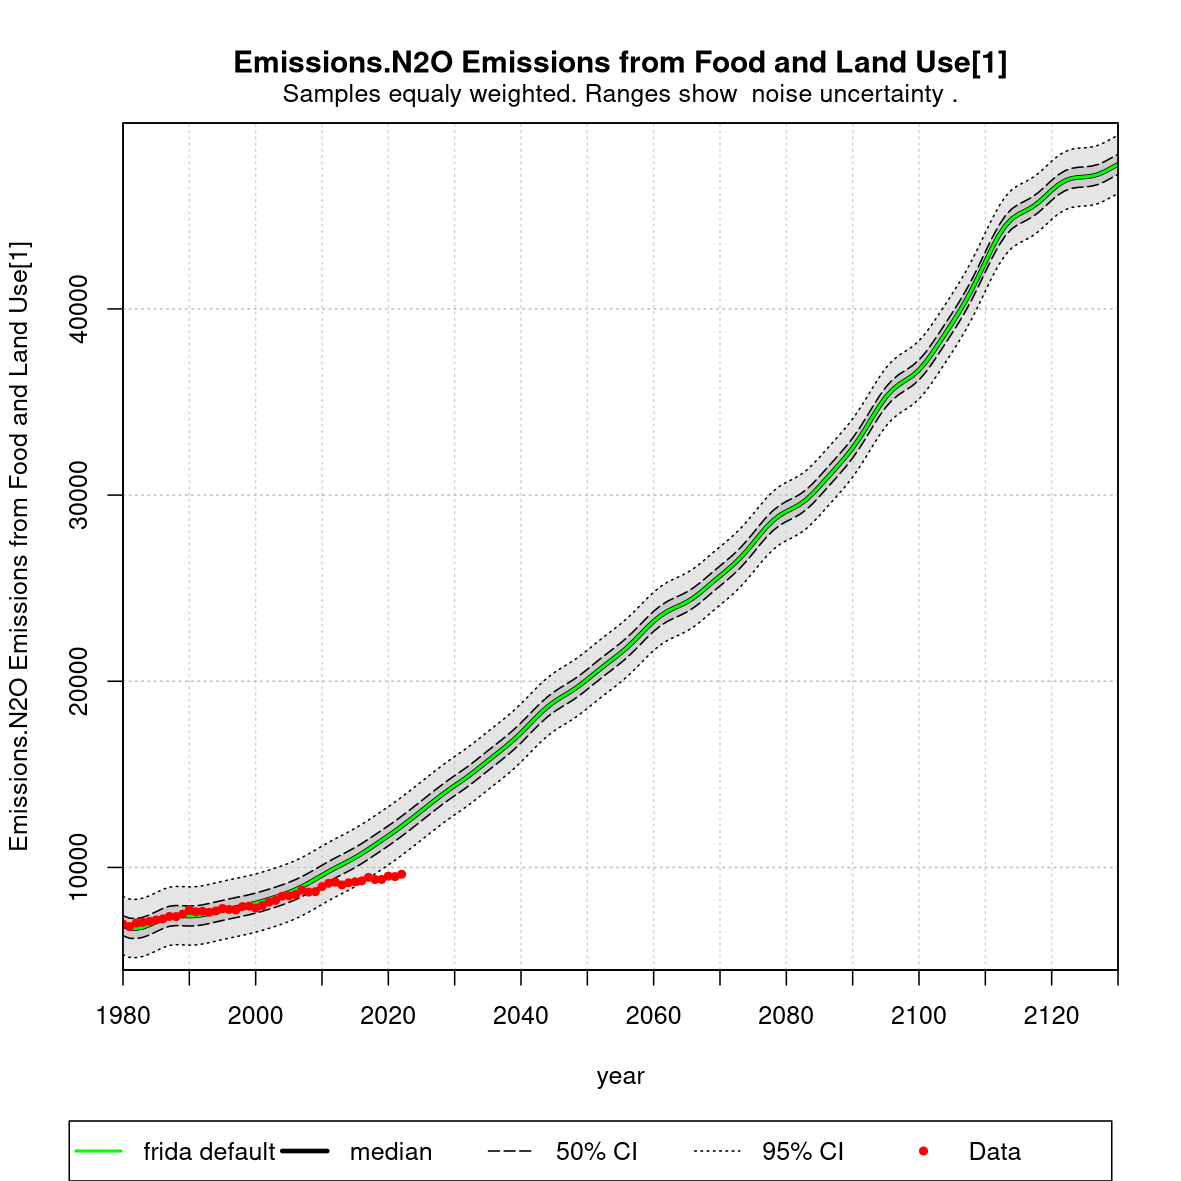 Emissions.N2O Emissions from Food and Land Use[1]
Samples equaly weighted. Ranges show  noise uncertainty .
Emissions.N2O Emissions from Food and Land Use[1]
40000
30000
20000
10000
1980 2000 2020 2040 2060 2080 2100 2120
year
frida default median 50% CI 95% CI Data